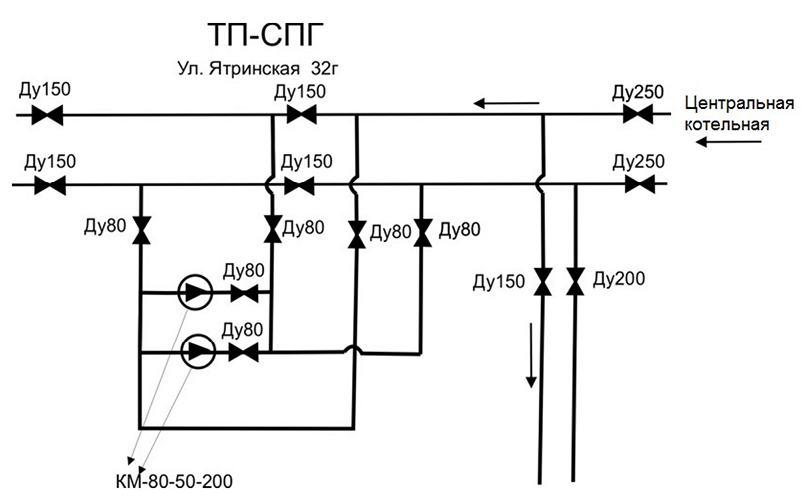 ТП-СПГ
Ул. Ятринская 32г
Ду150
Ду150
Ду250
Центральная
котельная
Ду150
Ду150
Ду250
Ду80
Ду80
Ду80
Ду80
Ду80
Ду150
Ду200
Ду80
КМ-80-50-200